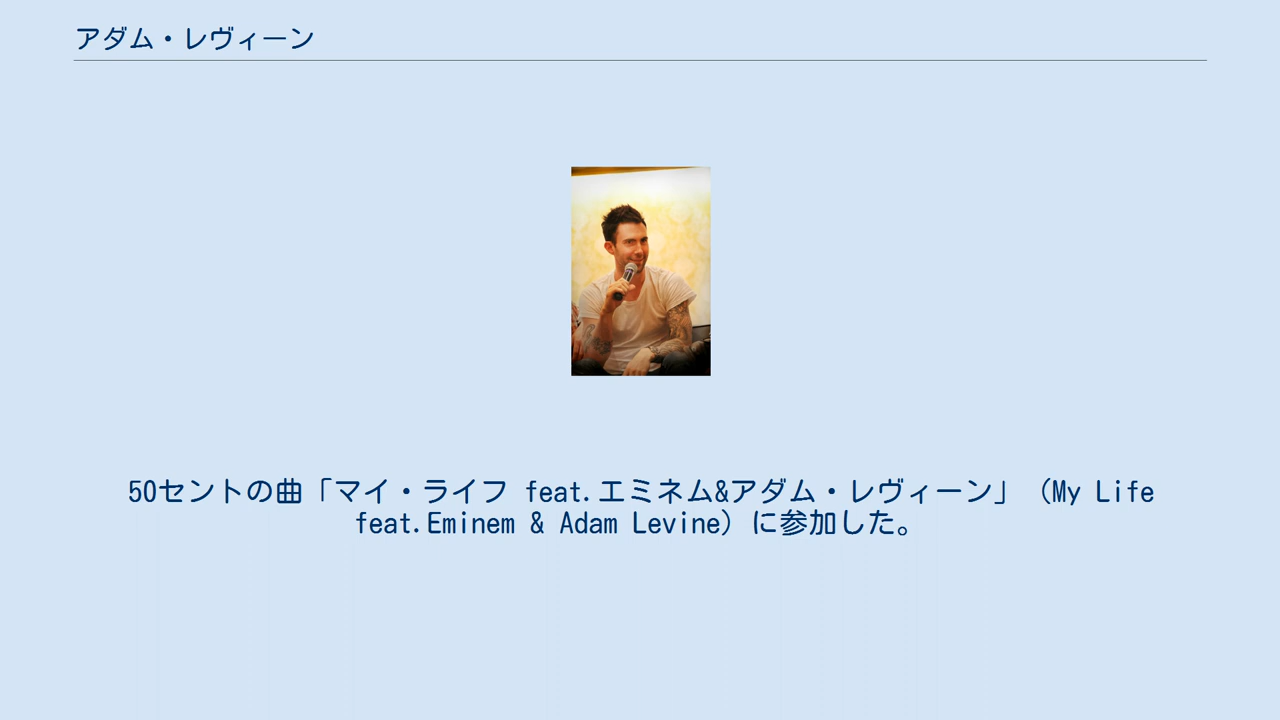 アダム・レヴィーン
50セントの曲「マイ・ライフ feat.エミネム&アダム・レヴィーン」（My Life
feat.Eminem & Adam Levine）に参加した。